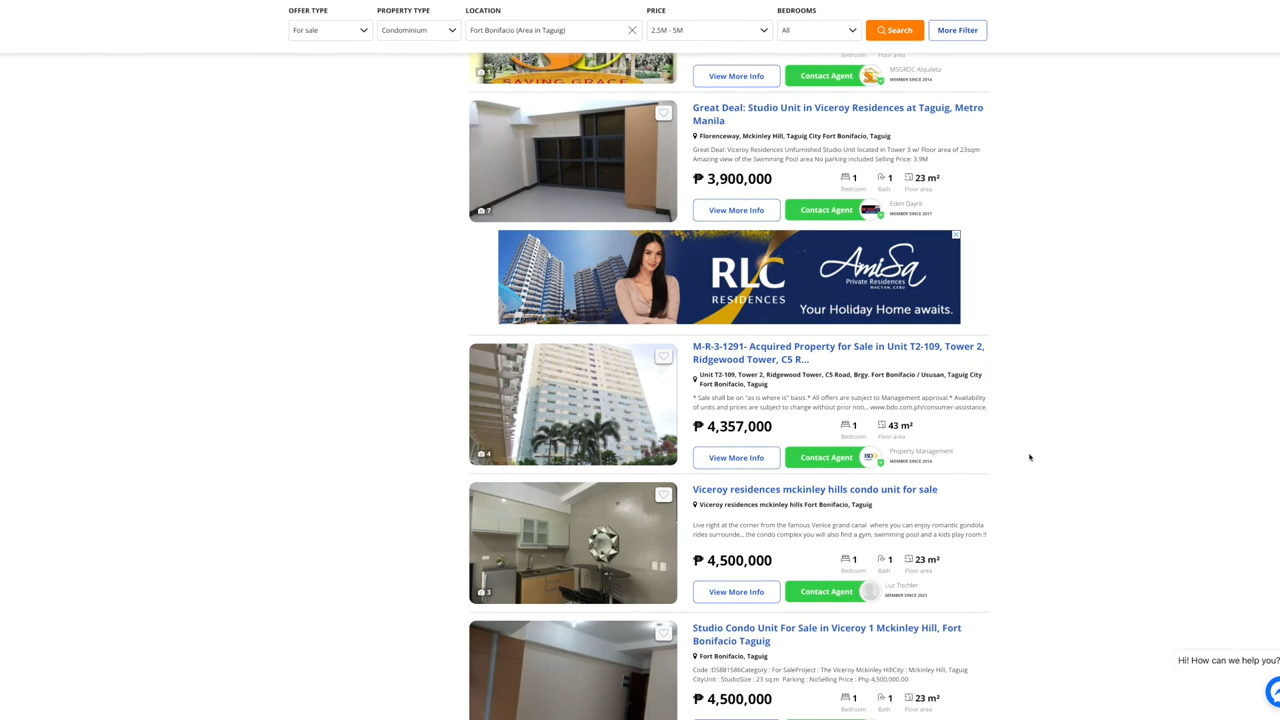 OFFER TYPE
PROPERTY TYPE
LOCATION
PRICE
BEDROOMS
For sale
Condominium
Fort Bonifacio (Area in Taguig)
2.5M - 5M
All
Search
More Filter
SAVING GRACE
1
Bedroom
Floor area
View More Info
Contact Agent
MSGRDC Alquileta
MEMBER SINCE 2014
Great Deal: Studio Unit in Viceroy Residences at Taguig, Metro
Manila
Florenceway, Mckinley Hill, Taguig City Fort Bonifacio, Taguig
Great Deal: Viceroy Residences Unfurnished Studio Unit located in Tower 3 w/ Floor area of 23sqm
Amazing view of the Swimming Pool area No parking included Selling Price: 3.9M
₱ 3,900,000
1
1
23 m²
Bedroom
Bath
Floor area
7
View More Info
Contact Agent
Eden Dayrit
MEMBER SINCE 2017
RLC
RESIDENCES
AmiSa
Private Residences
MACTAN, CEBU
Your Holiday Home awaits.
M-R-3-1291- Acquired Property for Sale in Unit T2-109, Tower 2,
Ridgewood Tower, C5 R...
Unit T2-109, Tower 2, Ridgewood Tower, C5 Road, Brgy. Fort Bonifacio / Ususan, Taguig City
Fort Bonifacio, Taguig
* Sale shall be on "as is where is" basis.* All offers are subject to Management approval.* Availability
of units and prices are subject to change without prior noti... www.bdo.com.ph/consumer-assistance.
₱ 4,357,000
1
43 m²
Bedroom
Floor area
4
View More Info
Contact Agent
BDO
Property Management
MEMBER SINCE 2014
Viceroy residences mckinley hills condo unit for sale
Viceroy residences mckinley hills Fort Bonifacio, Taguig
Live right at the corner from the famous Venice grand canal where you can enjoy romantic gondola
rides surrounde... the condo complex you will also find a gym, swimming pool and a kids play room !!
₱ 4,500,000
1
1
23 m²
Bedroom
Bath
Floor area
3
View More Info
Contact Agent
Luz Tischler
MEMBER SINCE 2021
Studio Condo Unit For Sale in Viceroy 1 Mckinley Hill, Fort
Bonifacio Taguig
Fort Bonifacio, Taguig
Code :DS881586Category : For SaleProject : The Viceroy Mckinley HillCity : Mckinley Hill, Taguig
CityUnit : StudioSize : 23 sq.m Parking : NoSelling Price : Php 4,500,000.00
₱ 4,500,000
1
1
23 m²
Bedroom
Bath
Floor area
Hi! How can we help you?